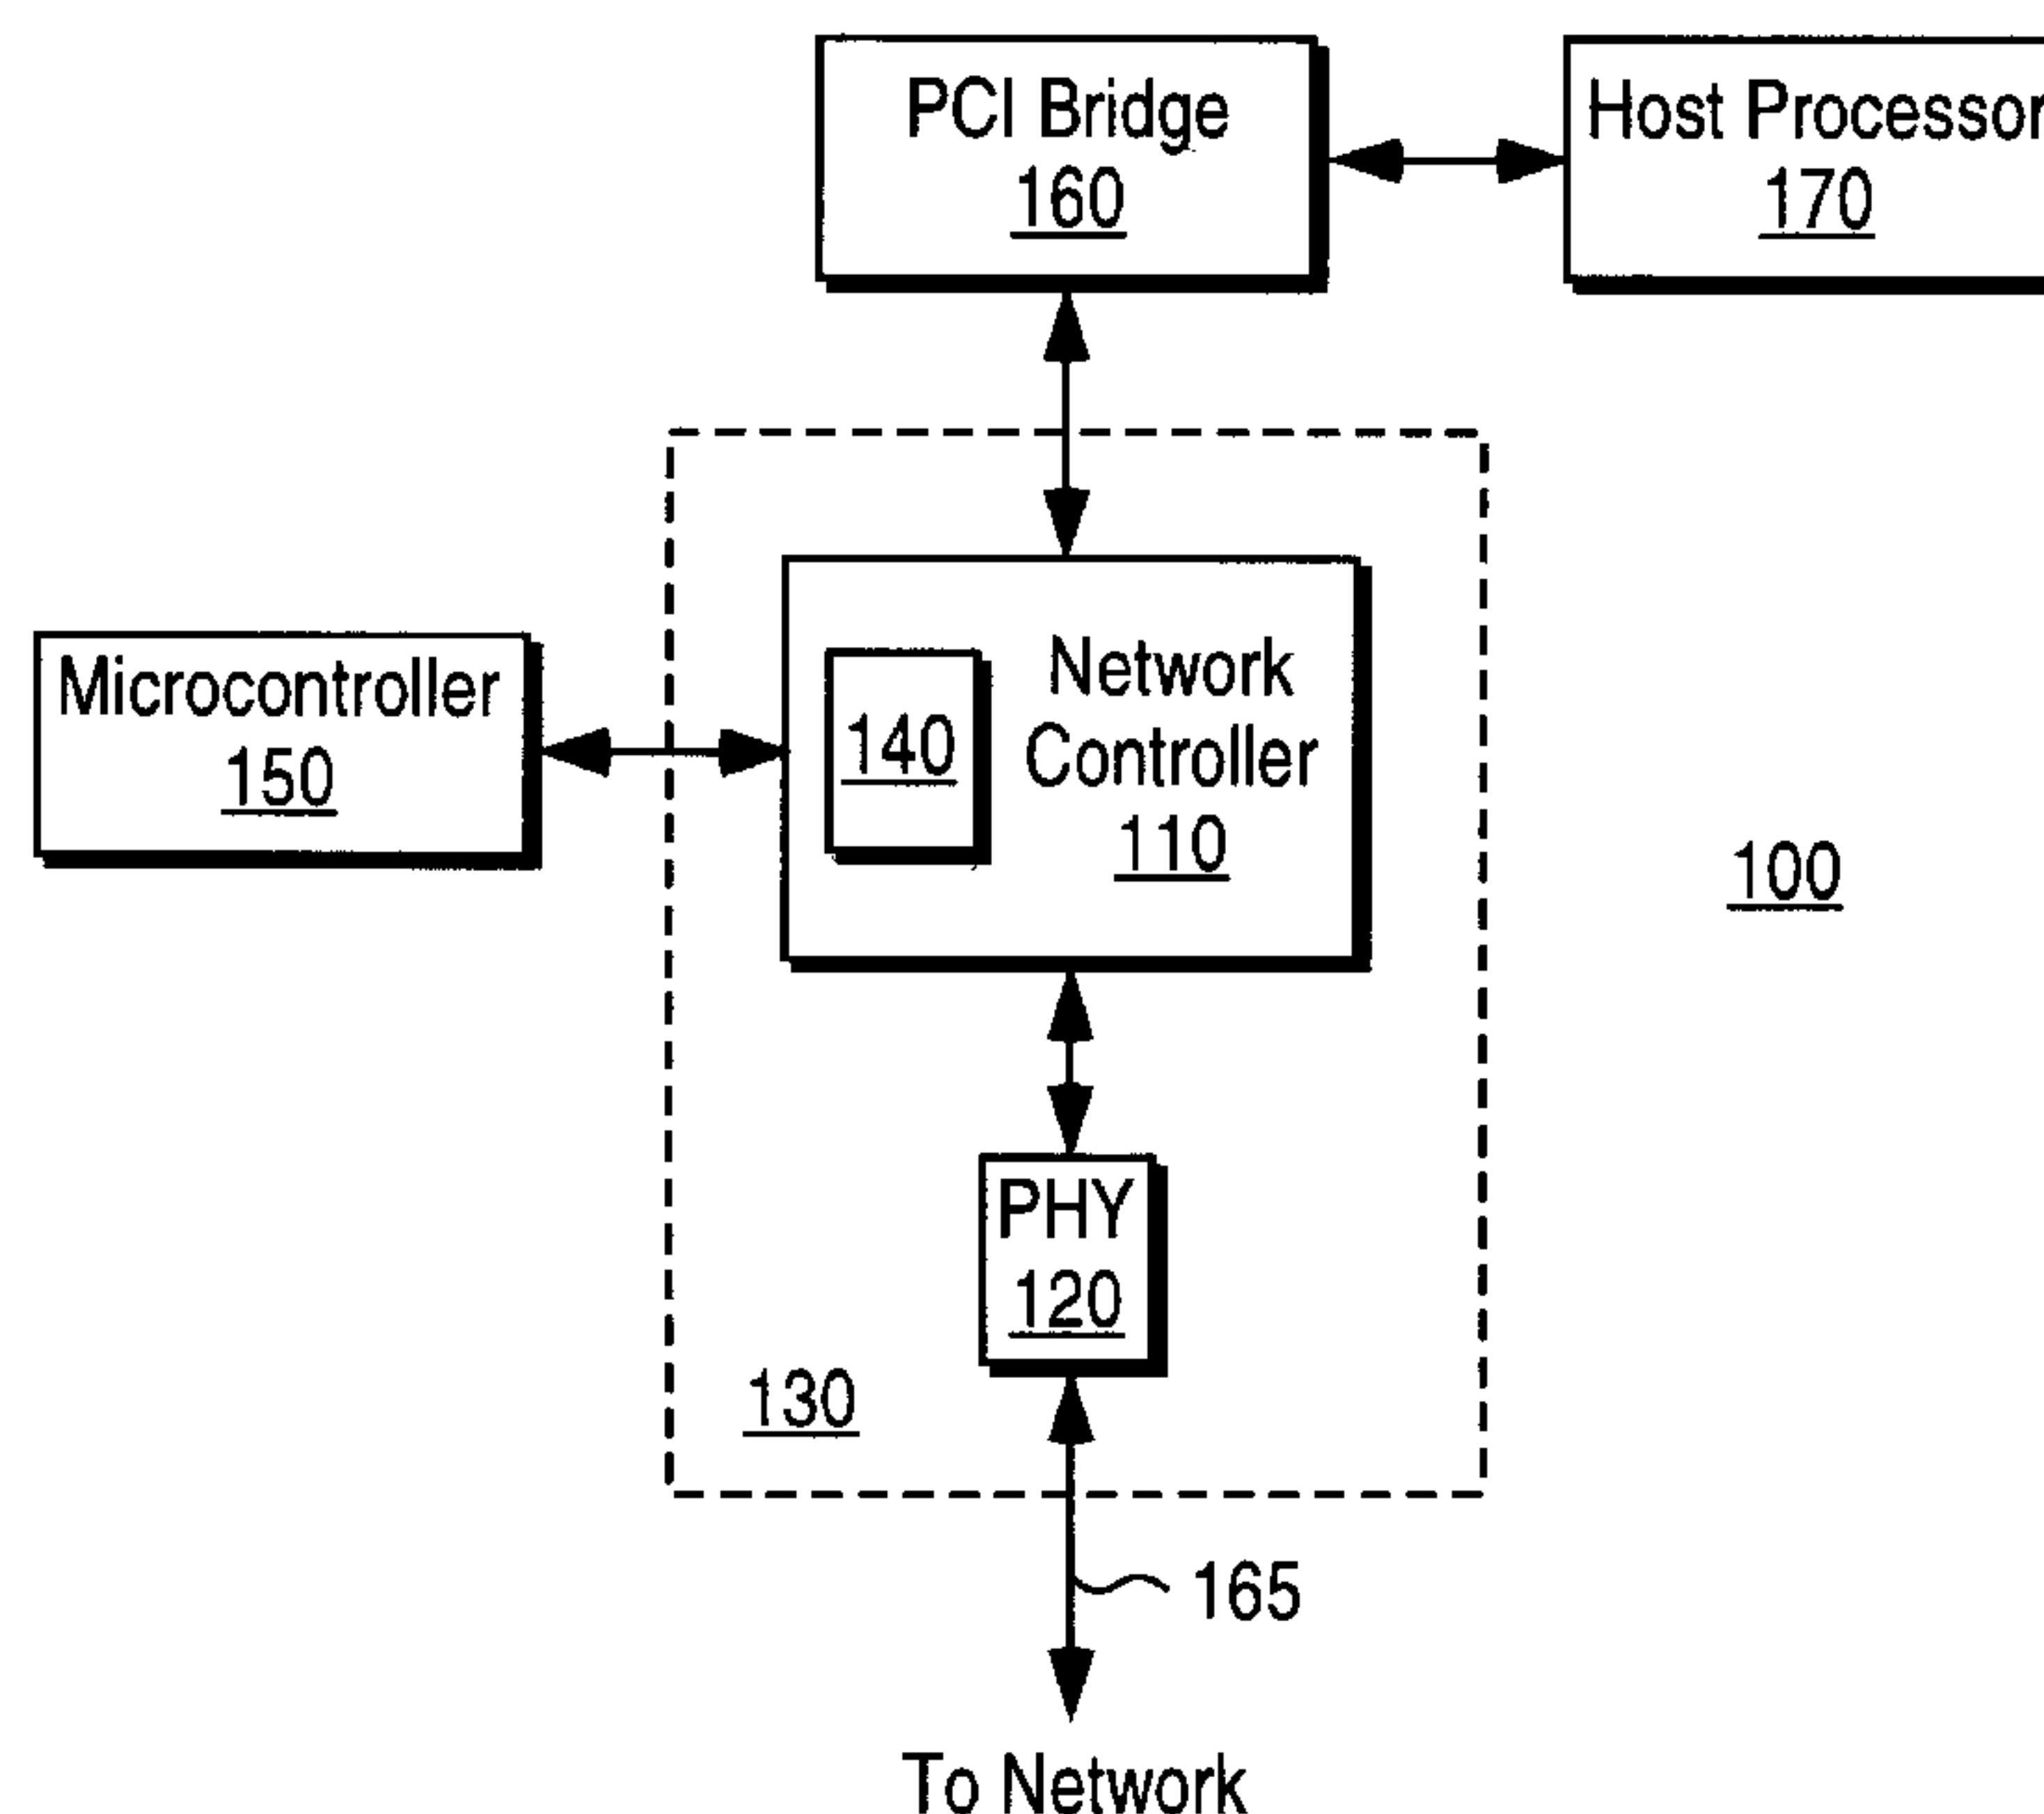 PCI Bridge
160
Host Processor
170
Microcontroller
150
140
Network
Controller
110
100
PHY
120
130
165
To Network